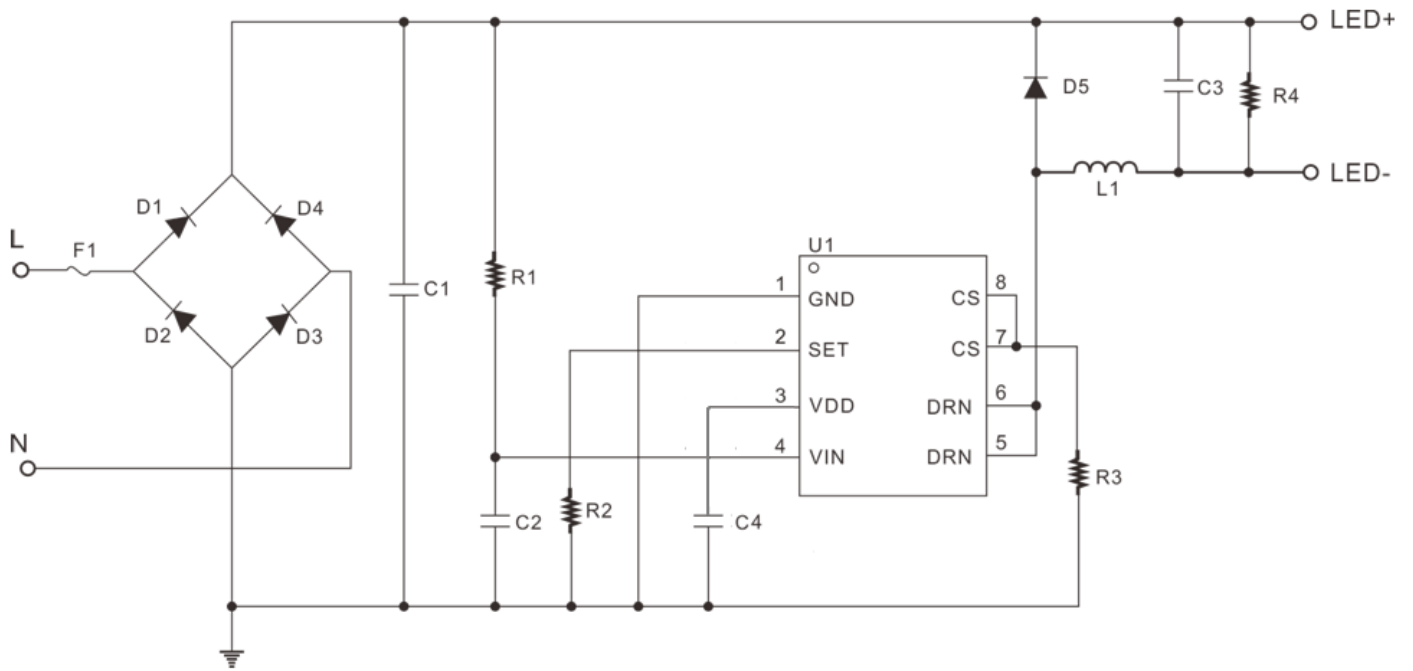 LED+
D5
C3
R4
LED-
L1
D1
D4
L
F1
D2
D3
N
C1
R1
U1
1
GND
CS
8
2
SET
CS
7
3
VDD
DRN
6
4
VIN
DRN
5
R3
C2
R2
C4